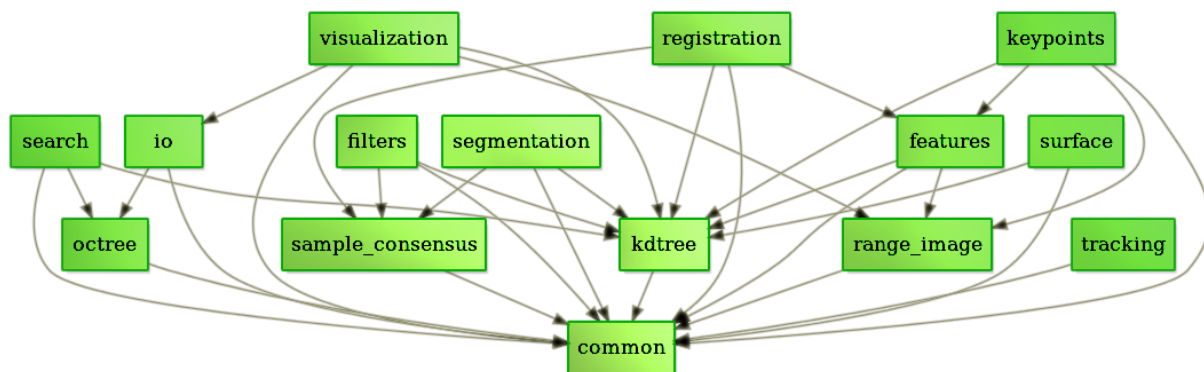 visualization
registration
keypoints
search
io
filters
segmentation
features
surface
octree
sample_consensus
kdtree
range_image
tracking
common